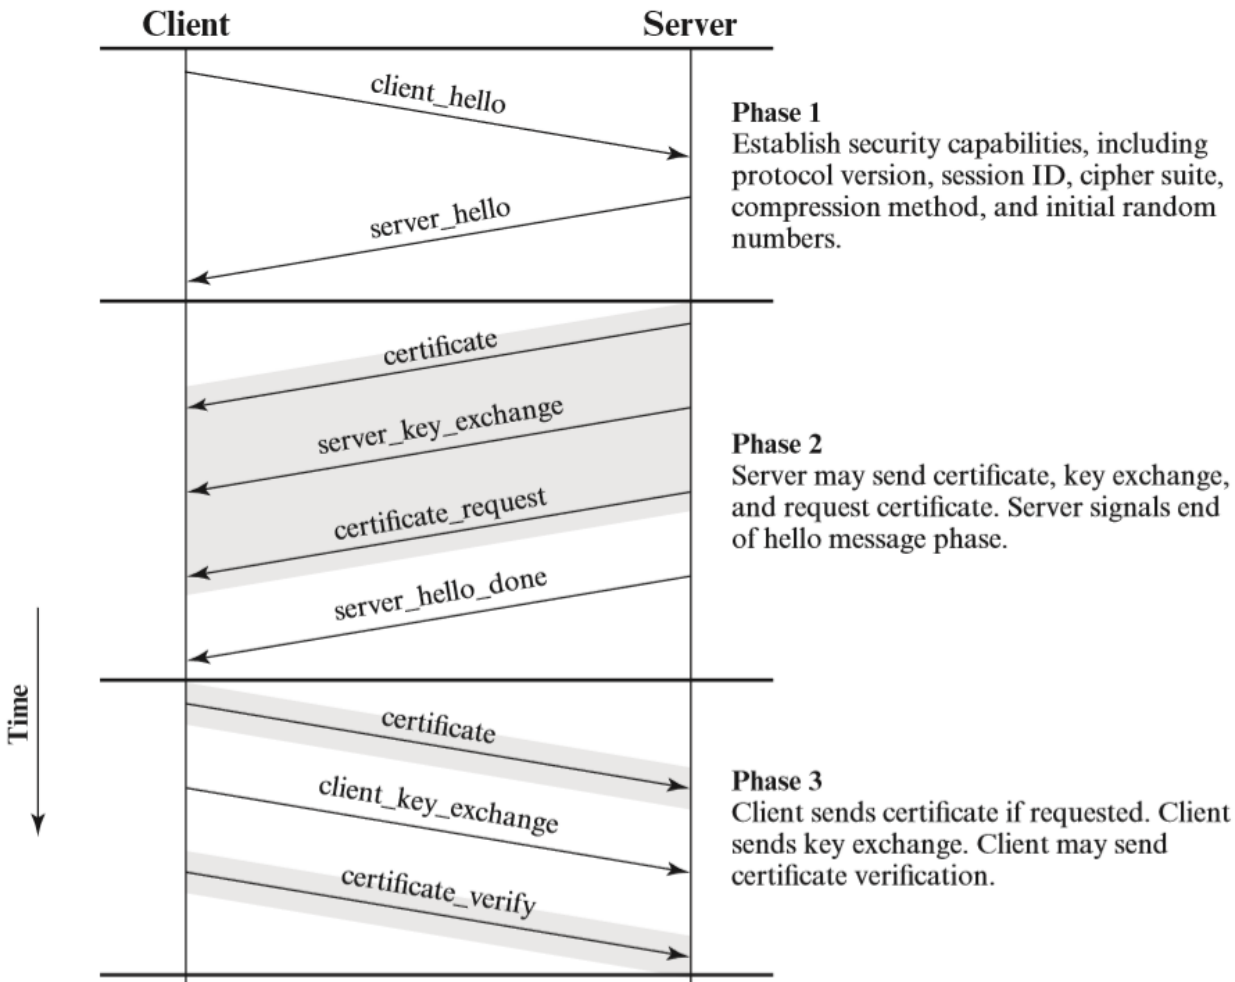 Client
Server
client_hello
Phase 1
Establish security capabilities, including
protocol version, session ID, cipher suite,
compression method, and initial random
numbers.
server_hello
certificate
server_key_exchange
Phase 2
Server may send certificate, key exchange,
and request certificate. Server signals end
of hello message phase.
certificate_request
server_hello_done
Time
certificate
client_key_exchange
Phase 3
Client sends certificate if requested. Client
sends key exchange. Client may send
certificate verification.
certificate_verify